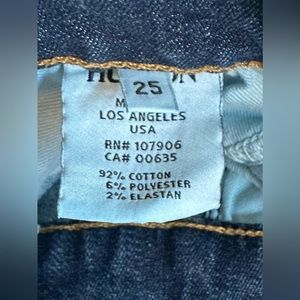 25
LOS ANGELES
USA
RN# 107906
CA# 00635
92% COTTON
6% POLYESTER
2% ELASTAN